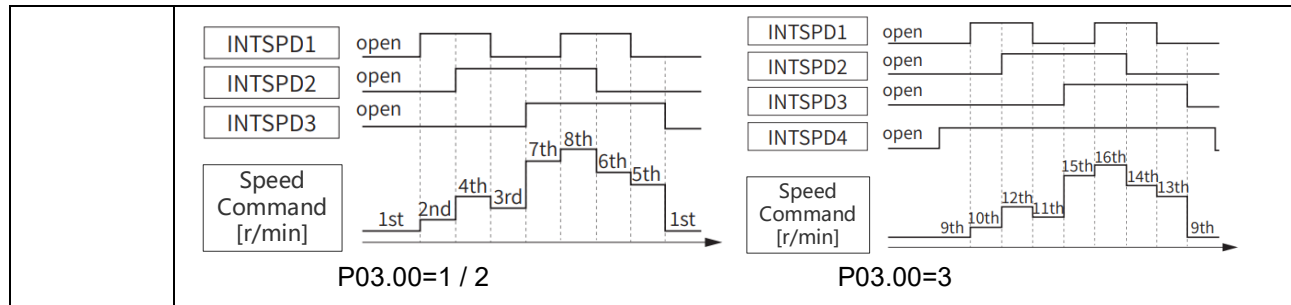 INTSPD1 open
INTSPD2 open
INTSPD3 open
Speed
Command
[r/min]
1st 2nd 4th 3rd 7th 8th 6th 5th 1st
P03.00=1 / 2
INTSPD1 open
INTSPD2 open
INTSPD3 open
INTSPD4 open
Speed
Command
[r/min]
9th 10th 12th 11th 15th 16th 14th 13th 9th
P03.00=3